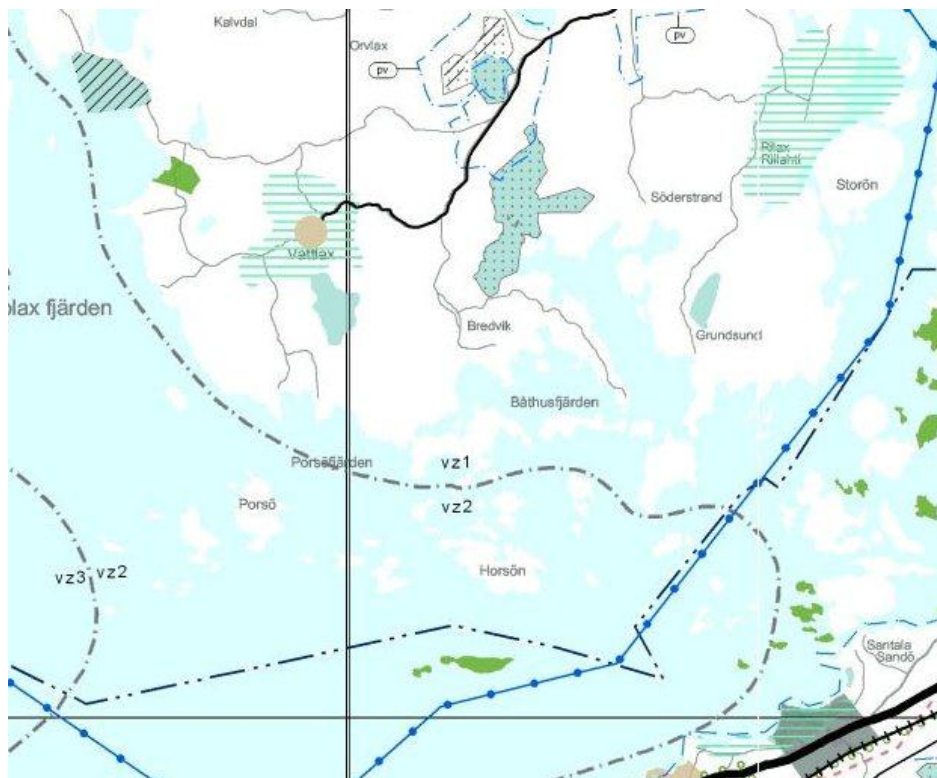 Kalvdal
Orvlax
pv
pv
Rilax
Riilahti
Storön
Söderstrand
Vättlax
olax fjärden
Bredvik
Grundsund
Båthusfjärden
Porsöfjärden
vz1
vz2
Porsö
Horsön
vz3
vz2
Santala
Sandö